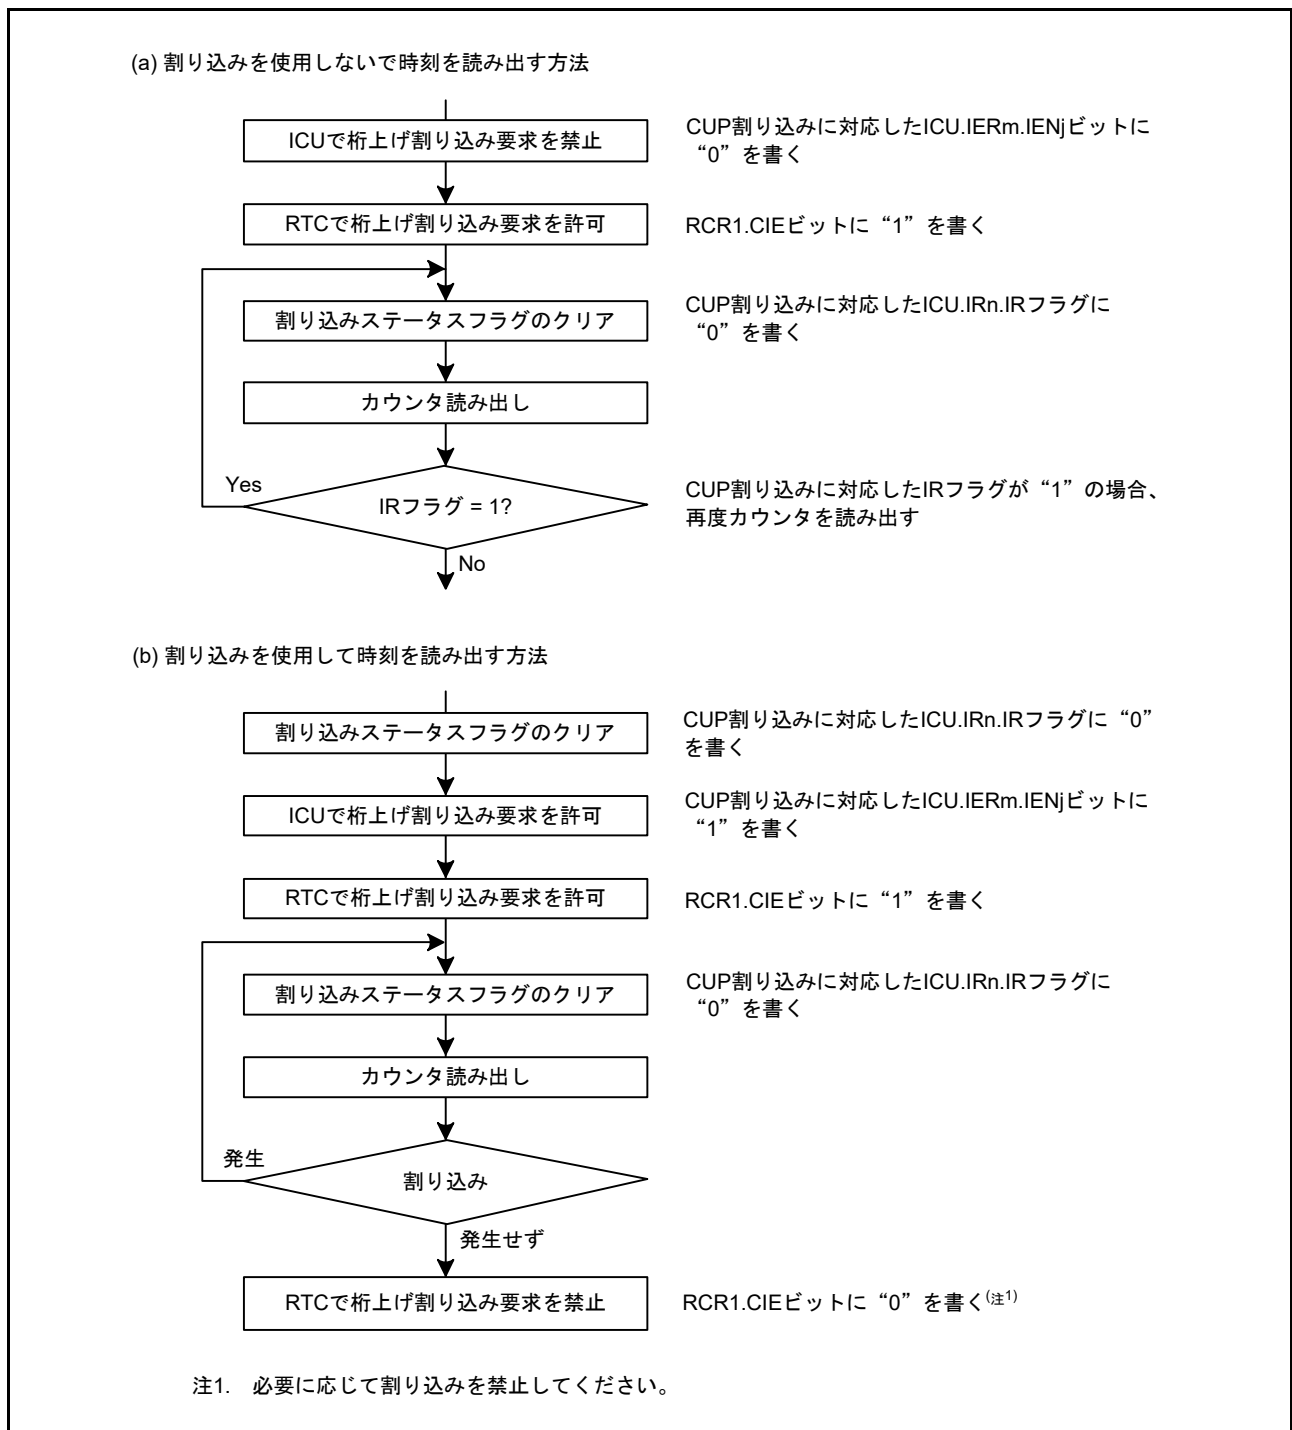 (a) 割り込みを使用しないで時刻を読み出す方法
ICUで桁上げ割り込み要求を禁止
CUP割り込みに対応したICU.IERm.IENjビットに
“0”を書く
RTCで桁上げ割り込み要求を許可
RCR1.CIEビットに“1”を書く
割り込みステータスフラグのクリア
CUP割り込みに対応したICU.IRn.IRフラグに
“0”を書く
カウンタ読み出し
Yes
IRフラグ = 1?
CUP割り込みに対応したIRフラグが“1”の場合、
再度カウンタを読み出す
No
(b) 割り込みを使用して時刻を読み出す方法
割り込みステータスフラグのクリア
CUP割り込みに対応したICU.IRn.IRフラグに“0”
を書く
ICUで桁上げ割り込み要求を許可
CUP割り込みに対応したICU.IERm.IENjビットに
“1”を書く
RTCで桁上げ割り込み要求を許可
RCR1.CIEビットに“1”を書く
割り込みステータスフラグのクリア
CUP割り込みに対応したICU.IRn.IRフラグに
“0”を書く
カウンタ読み出し
発生
割り込み
発生せず
RTCで桁上げ割り込み要求を禁止
RCR1.CIEビットに“0”を書く(注1)
注1. 必要に応じて割り込みを禁止してください。